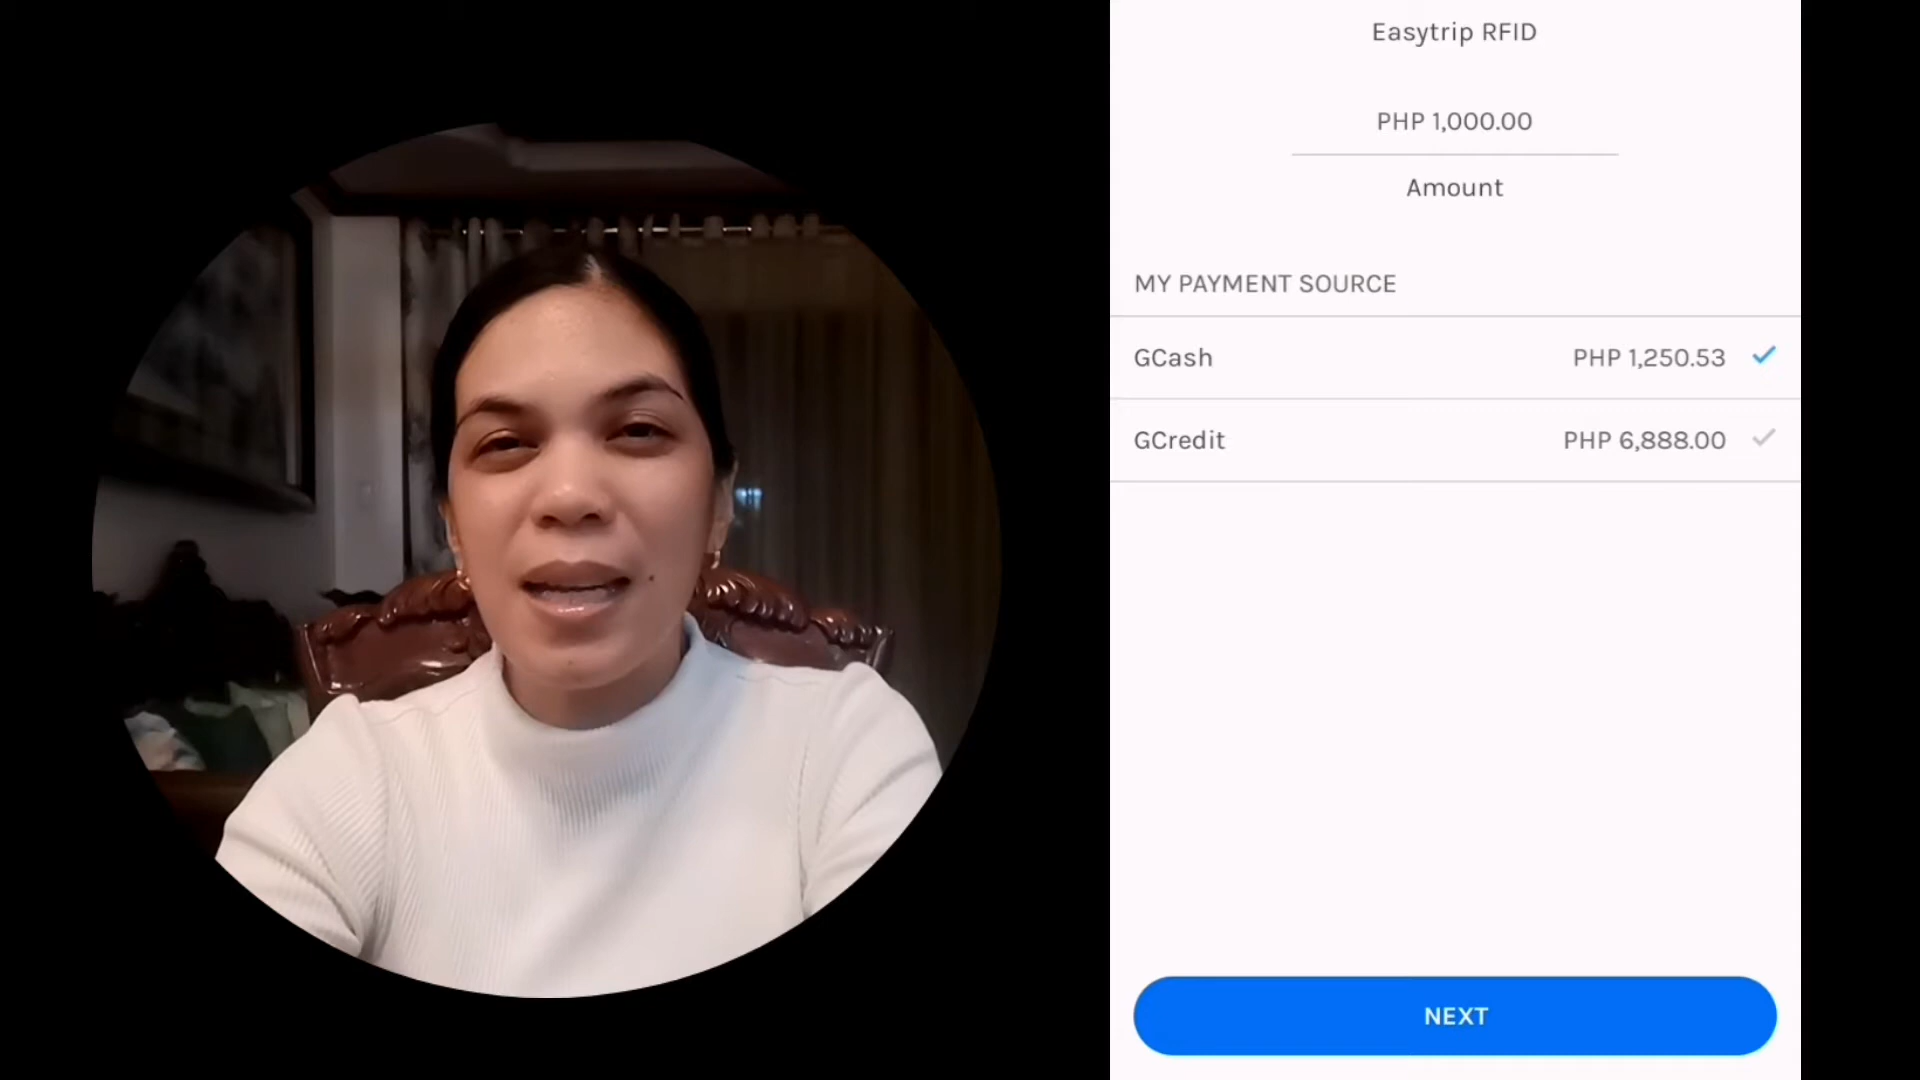 Easytrip RFID
PHP 1,000.00
Amount
MY PAYMENT SOURCE
GCash PHP 1,250.53
GCredit PHP 6,888.00
NEXT